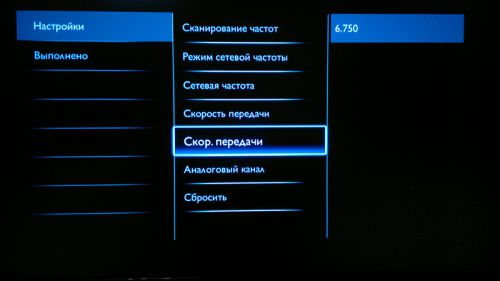 Настройки
Выполнено
Сканирование частот
Режим сетевой частоты
Сетевая частота
Скорость передачи
Скор. передачи
Аналоговый канал
Сбросить
6.750